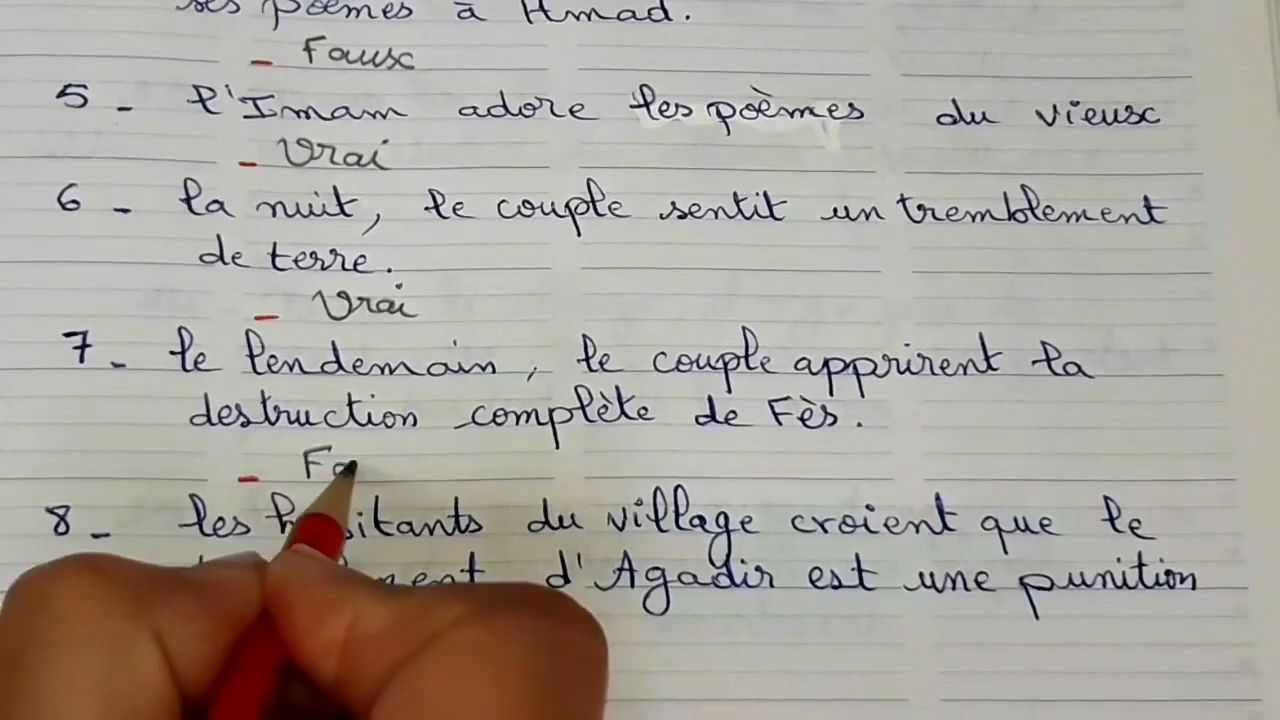 ses poèmes à Hmad.
- Faux
5 - l'Imam adore les poèmes du vieux
- Vrai
6 - la nuit, le couple sentit un tremblement
de terre.
- Vrai
7 - le lendemain, le couple apprirent la
destruction complète de Fès.
- Fa
8 - les habitants du village croient que le
d'Agadir est une punition